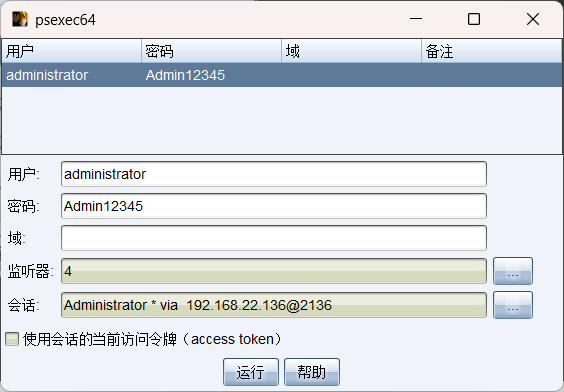 psexec64
用户 密码 域 备注
administrator Admin12345
用户: administrator
密码: Admin12345
域:
监听器: 4 ...
会话: Administrator * via 192.168.22.136@2136 ...
使用会话的当前访问令牌（access token）
运行 帮助